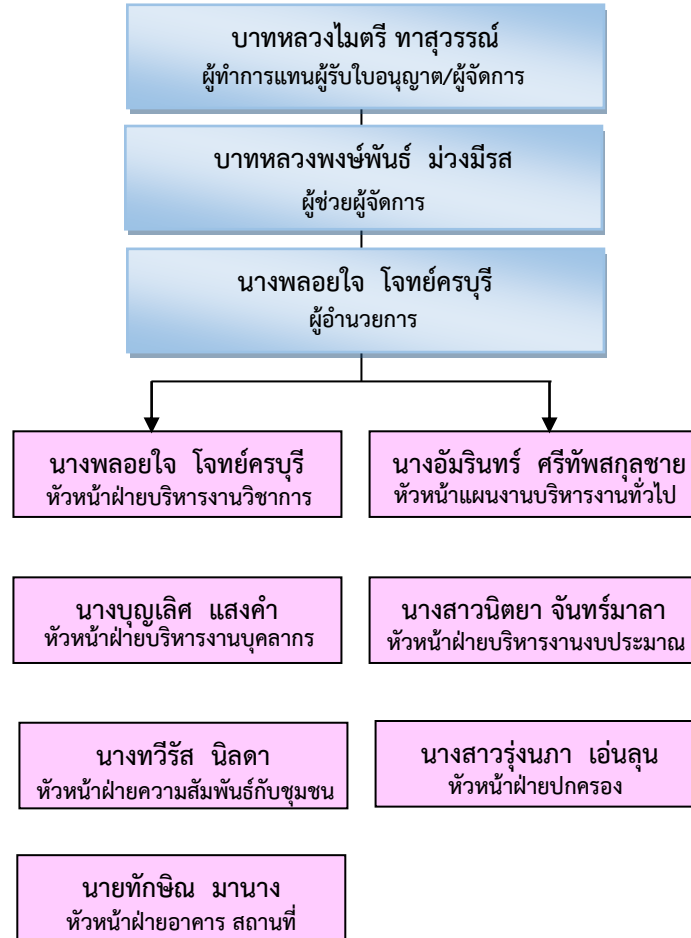 บาทหลวงไมตรี ทาสุวรรณ์
ผู้ทำการแทนผู้รับใบอนุญาต/ผู้จัดการ
บาทหลวงพงษ์พันธ์ ม่วงมีรส
ผู้ช่วยผู้จัดการ
นางพลอยใจ โจทย์ครบุรี
ผู้อำนวยการ
นางพลอยใจ โจทย์ครบุรี
หัวหน้าฝ่ายบริหารงานวิชาการ
นางอัมรินทร์ ศรีทัพสกุลชาย
หัวหน้าแผนงานบริหารงานทั่วไป
นางบุญเลิศ แสงคำ
หัวหน้าฝ่ายบริหารงานบุคลากร
นางสาวนิตยา จันทร์มาลา
หัวหน้าฝ่ายบริหารงานงบประมาณ
นางทวีรัส นิลดา
หัวหน้าฝ่ายความสัมพันธ์กับชุมชน
นางสาวรุ่งนภา เอ่นลุน
หัวหน้าฝ่ายปกครอง
นายทักษิณ มานาง
หัวหน้าฝ่ายอาคาร สถานที่